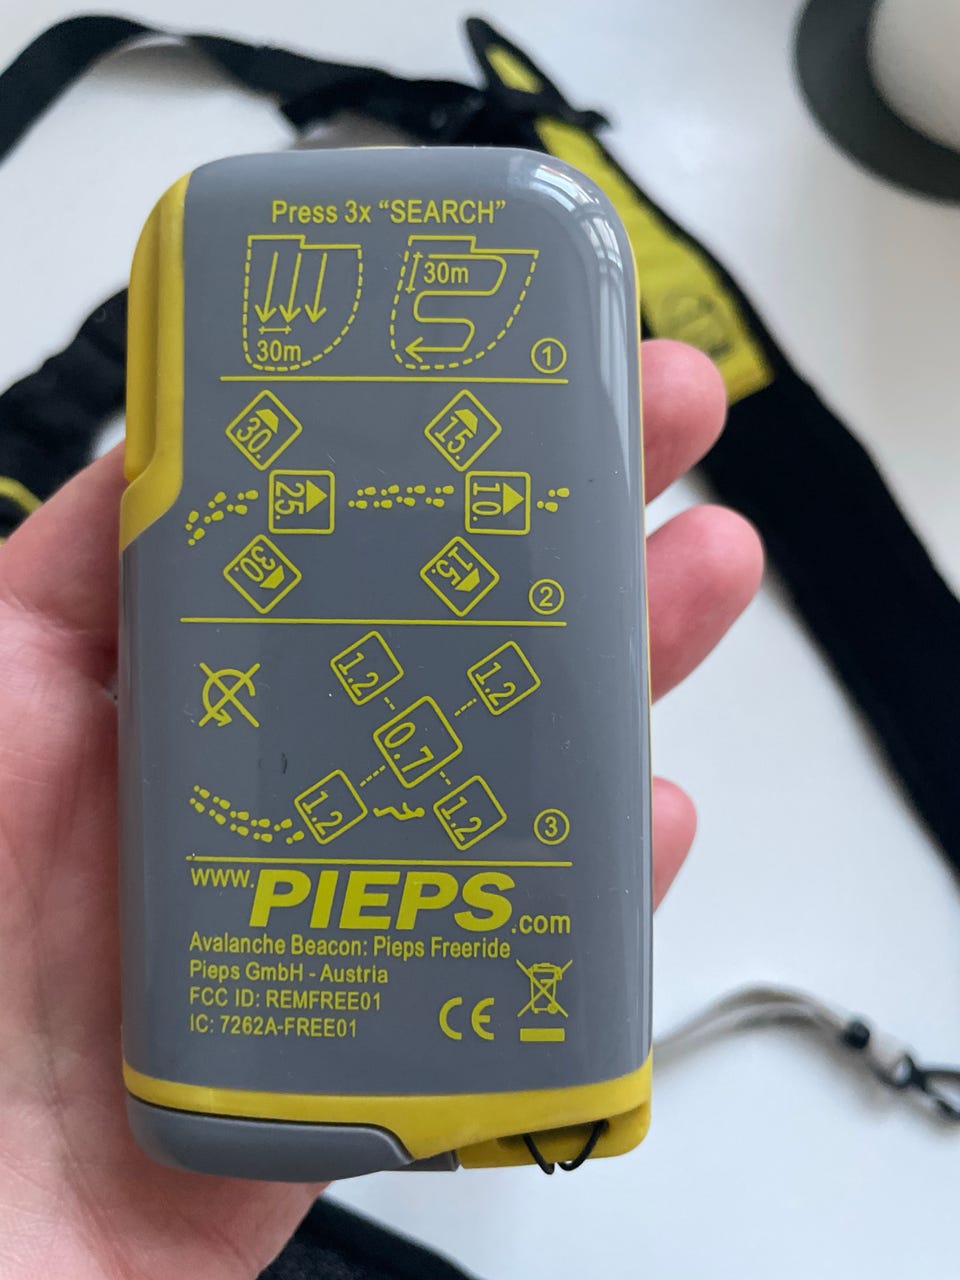 Press 3x “SEARCH”
30m
30m
1
30.
15.
25.
10.
30.
15.
2
1.2
1.2
0.7
1.2
1.2
3
www.PIEPS.com
Avalanche Beacon: Pieps Freeride
Pieps GmbH - Austria
FCC ID: REMFREE01
IC: 7262A-FREE01
CE